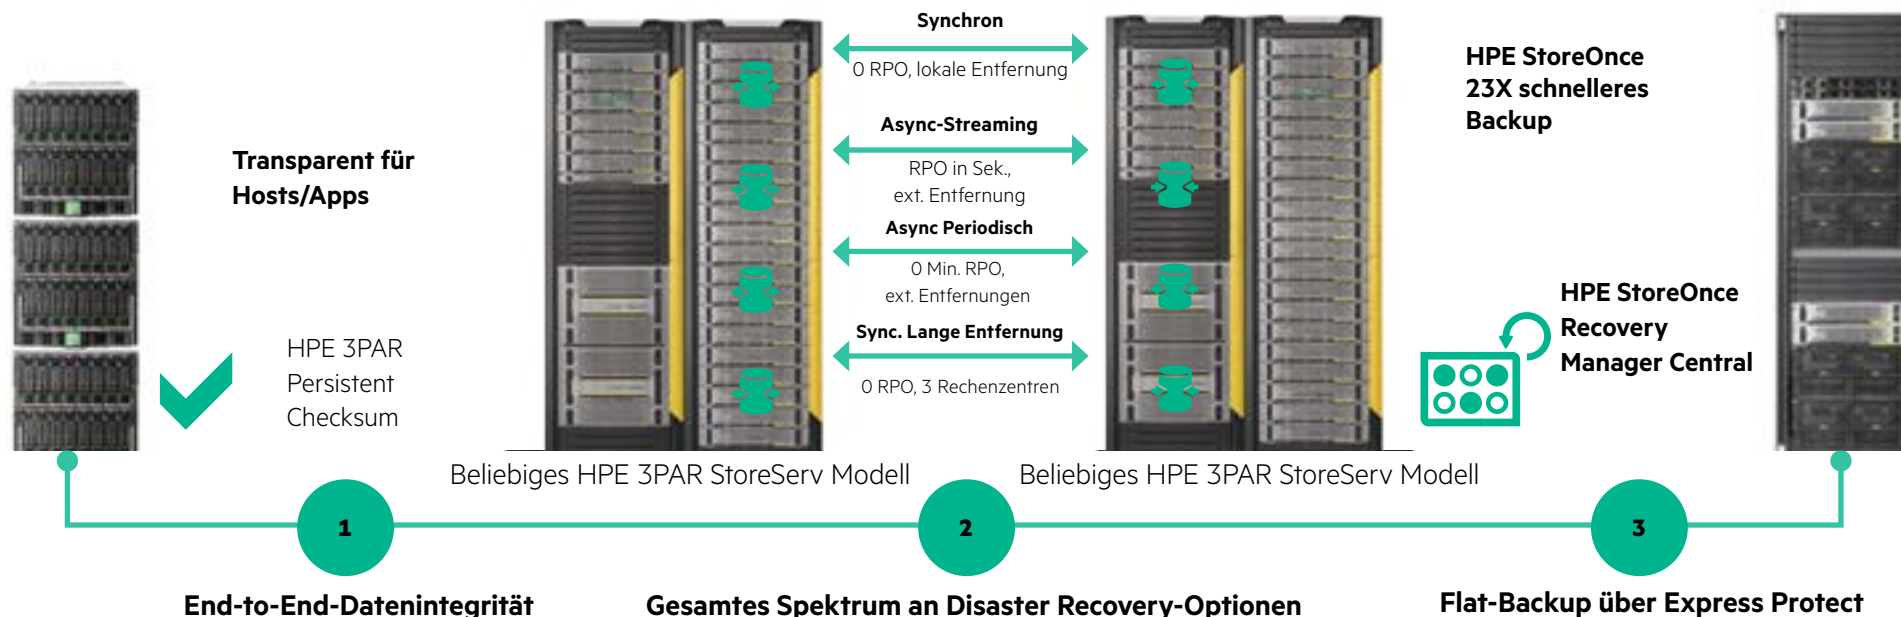 Transparent für
Hosts/Apps
HPE 3PAR
Persistent
Checksum
Synchron
0 RPO, lokale Entfernung
Async-Streaming
RPO in Sek.,
ext. Entfernung
Async Periodisch
0 Min. RPO,
ext. Entfernungen
Sync. Lange Entfernung
0 RPO, 3 Rechenzentren
HPE StoreOnce
23X schnelleres
Backup
HPE StoreOnce
Recovery
Manager Central
Beliebiges HPE 3PAR StoreServ Modell
Beliebiges HPE 3PAR StoreServ Modell
1
2
3
End-to-End-Datenintegrität
Gesamtes Spektrum an Disaster Recovery-Optionen
Flat-Backup über Express Protect